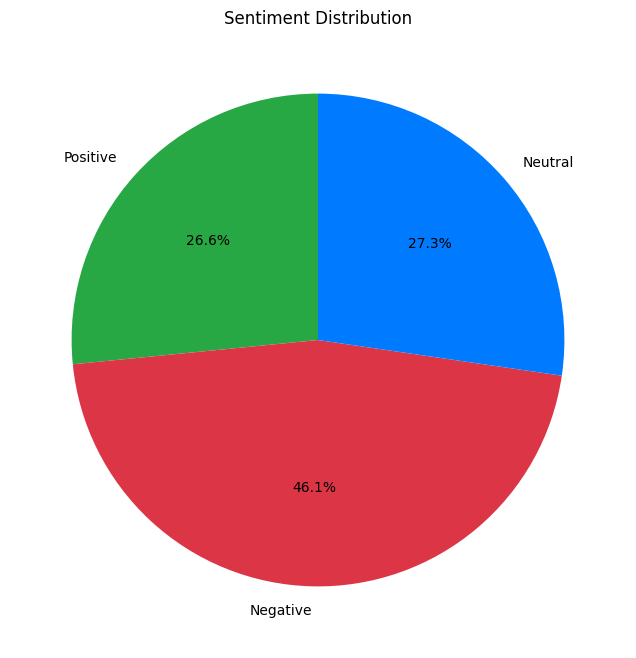 Sentiment Distribution
Positive
Neutral
26.6%
27.3%
46.1%
Negative